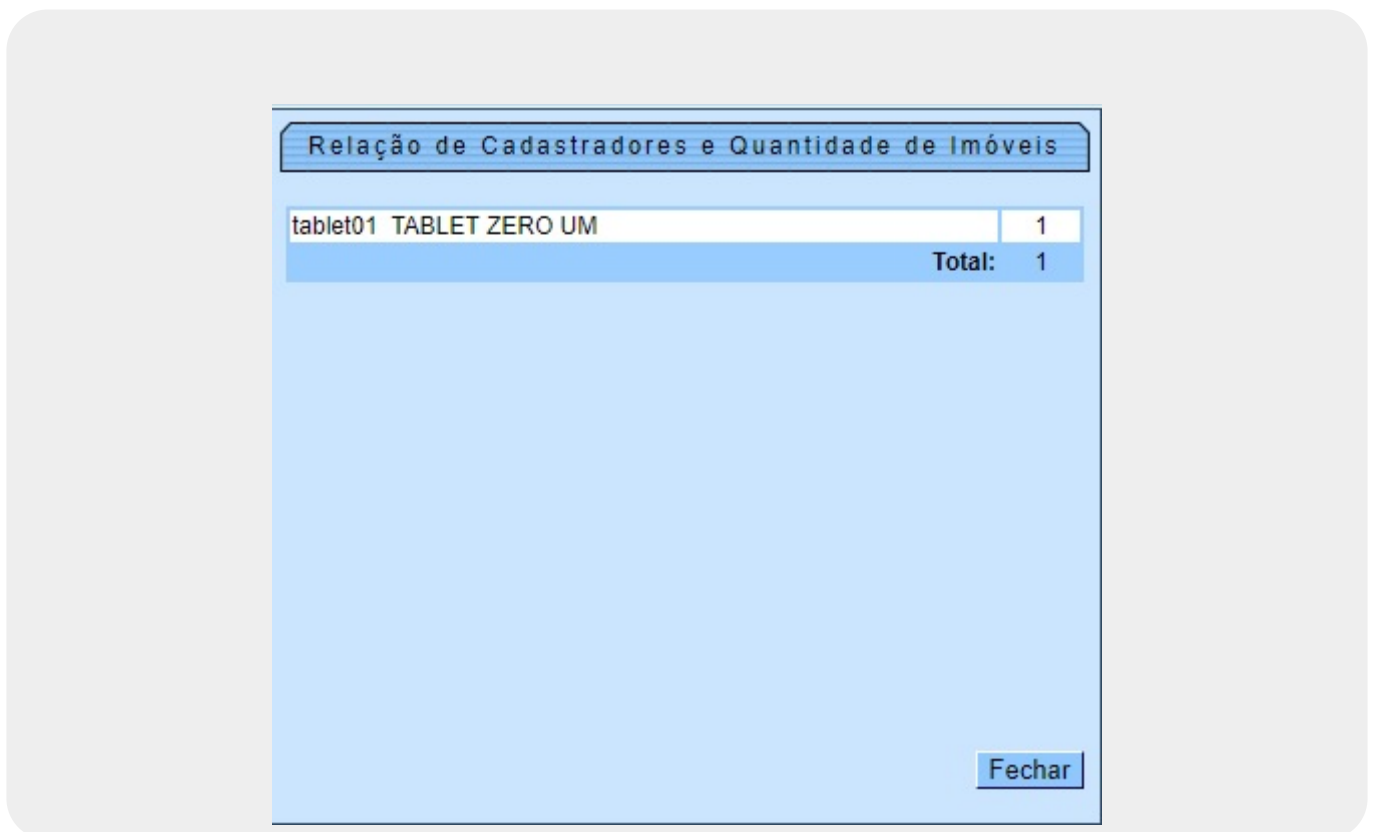 Relação de Cadastradores e Quantidade de Imóveis
tablet01 TABLET ZERO UM 1
Total: 1
Fechar